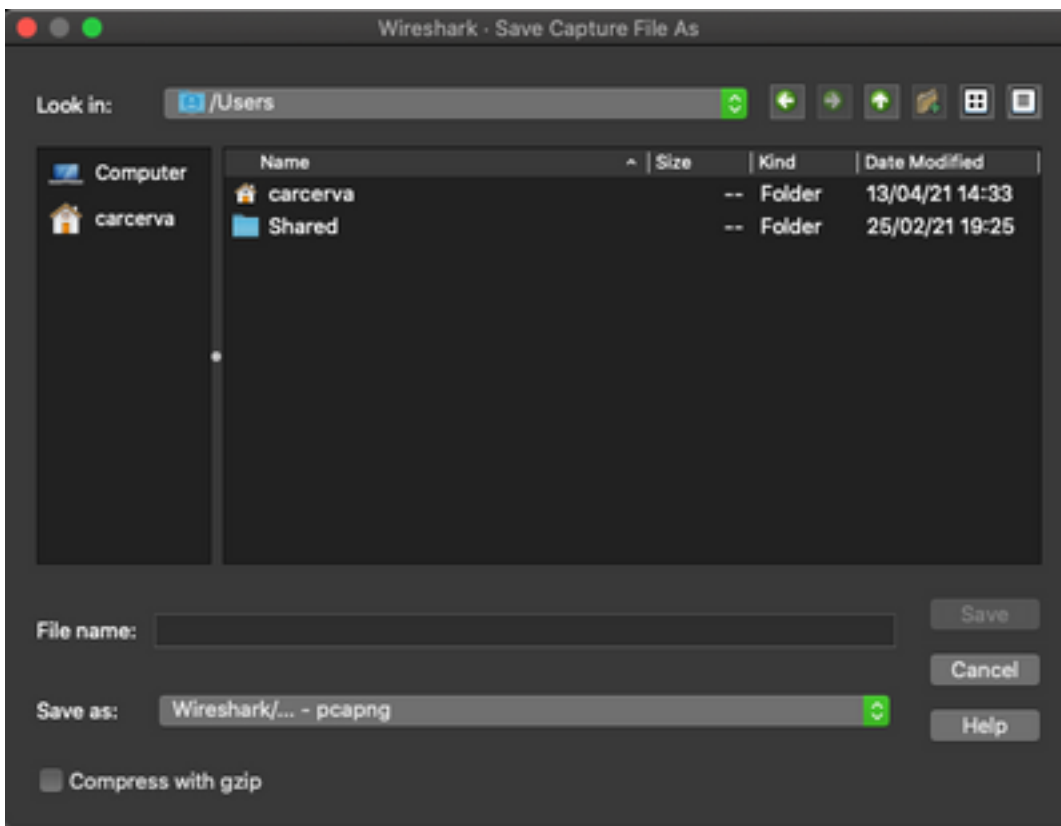 Wireshark · Save Capture File As
Look in: /Users
Computer
carcerva
Name Size Kind Date Modified
carcerva -- Folder 13/04/21 14:33
Shared -- Folder 25/02/21 19:25
File name:
Save
Cancel
Save as: Wireshark/... - pcapng
Help
Compress with gzip